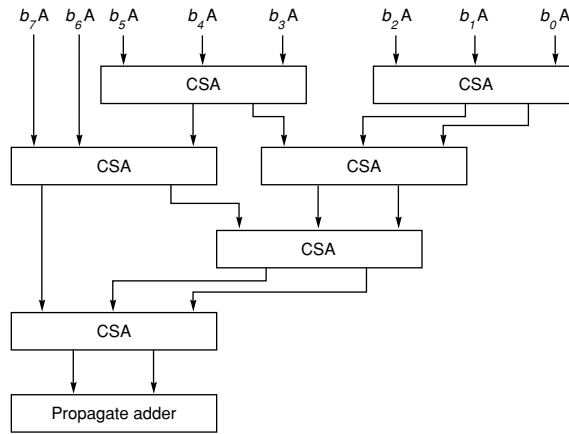 b₇A b₆A b₅A b₄A b₃A b₂A b₁A b₀A
CSA CSA
CSA CSA
CSA
CSA
Propagate adder